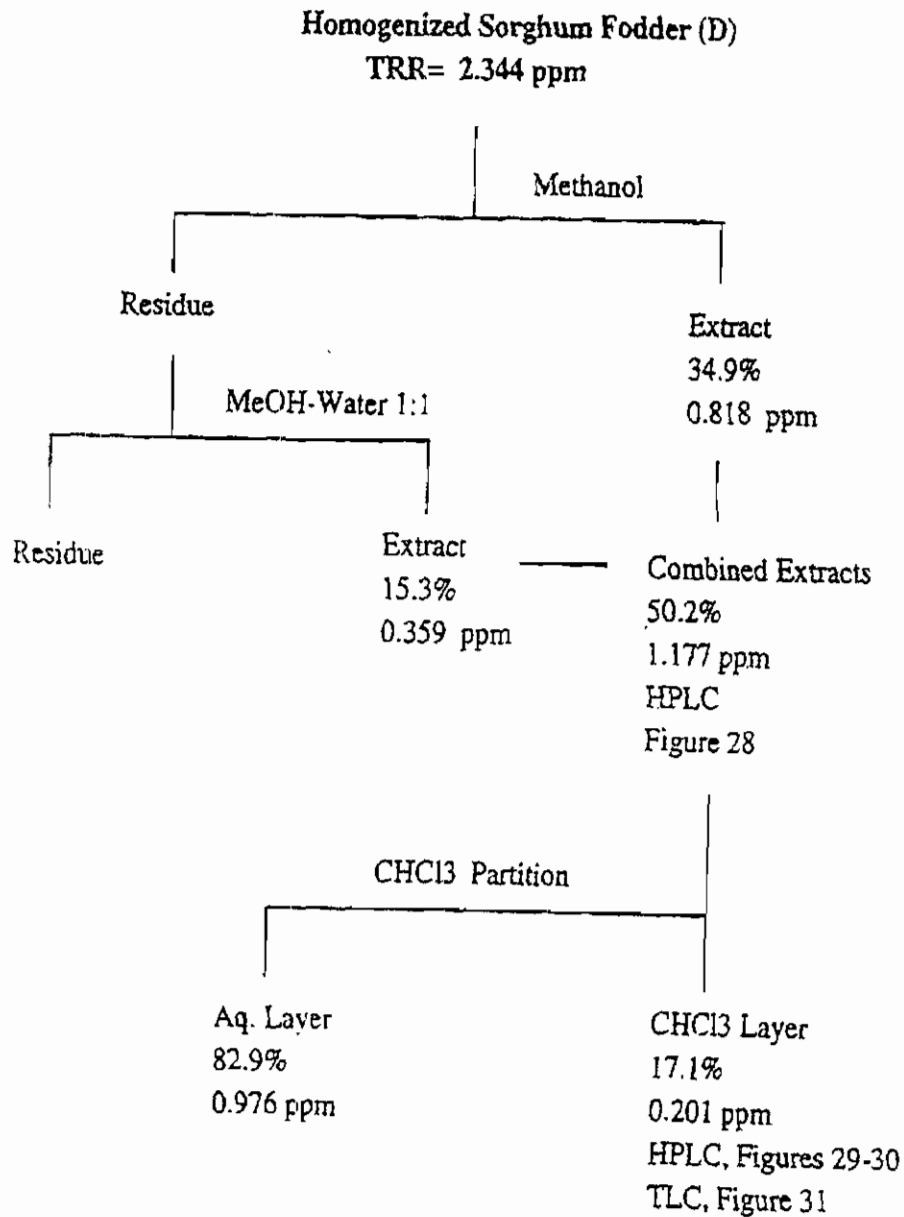 Homogenized Sorghum Fodder (D)
TRR= 2.344 ppm
Methanol
Residue
Extract
34.9%
0.818 ppm
MeOH-Water 1:1
Residue
Extract
15.3%
0.359 ppm
Combined Extracts
50.2%
1.177 ppm
HPLC
Figure 28
CHCl3 Partition
Aq. Layer
82.9%
0.976 ppm
CHCl3 Layer
17.1%
0.201 ppm
HPLC, Figures 29-30
TLC, Figure 31